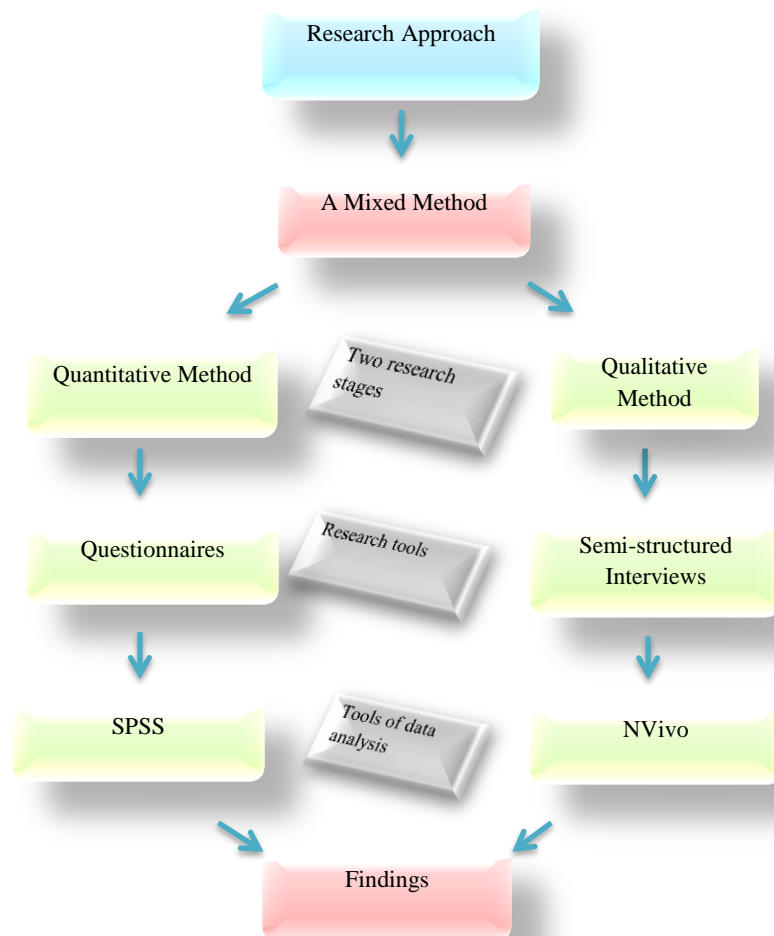 Research Approach
A Mixed Method
Quantitative Method
Two research
stages
Qualitative
Method
Questionnaires
Research tools
Semi-structured
Interviews
SPSS
Tools of data
analysis
NVivo
Findings